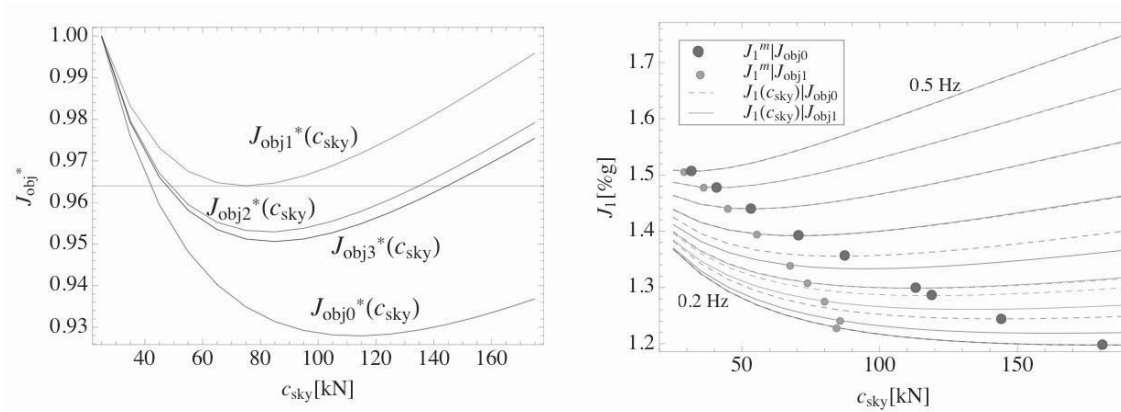 1.00
0.99
0.98
0.97
0.96
0.95
0.94
0.93
J_obj*
J_obj1*(c_sky)
J_obj2*(c_sky)
J_obj3*(c_sky)
J_obj0*(c_sky)
40 60 80 100 120 140 160
c_sky[kN]
1.7
1.6
1.5
1.4
1.3
1.2
J_1[%g]
J_1^m|J_obj0
J_1^m|J_obj1
J_1(c_sky)|J_obj0
J_1(c_sky)|J_obj1
0.5 Hz
0.2 Hz
50 100 150
c_sky[kN]